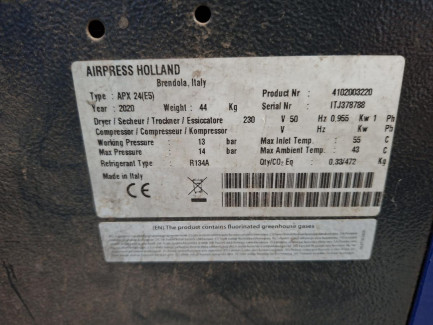 AIRPRESS HOLLAND
Brendola, Italy
Type : APX 24(E5) Product Nr : 4102003220
Year : 2020 Weight : 44 Kg Serial Nr : ITJ378788
Dryer / Secheur / Trockner / Essiccatore 230 V 50 Hz 0.955 Kw 1 Ph
Compressor / Compresseur / Kompressor V Hz Kw Ph
Working Pressure : 13 bar Max Inlet Temp. : 55 C
Max Pressure : 14 bar Max Ambient Temp. : 43 C
Refrigerant Type : R134A Qty/CO₂ Eq : 0.33/472 Kg
Made in Italy
CE
(EN) The product contains fluorinated greenhouse gases